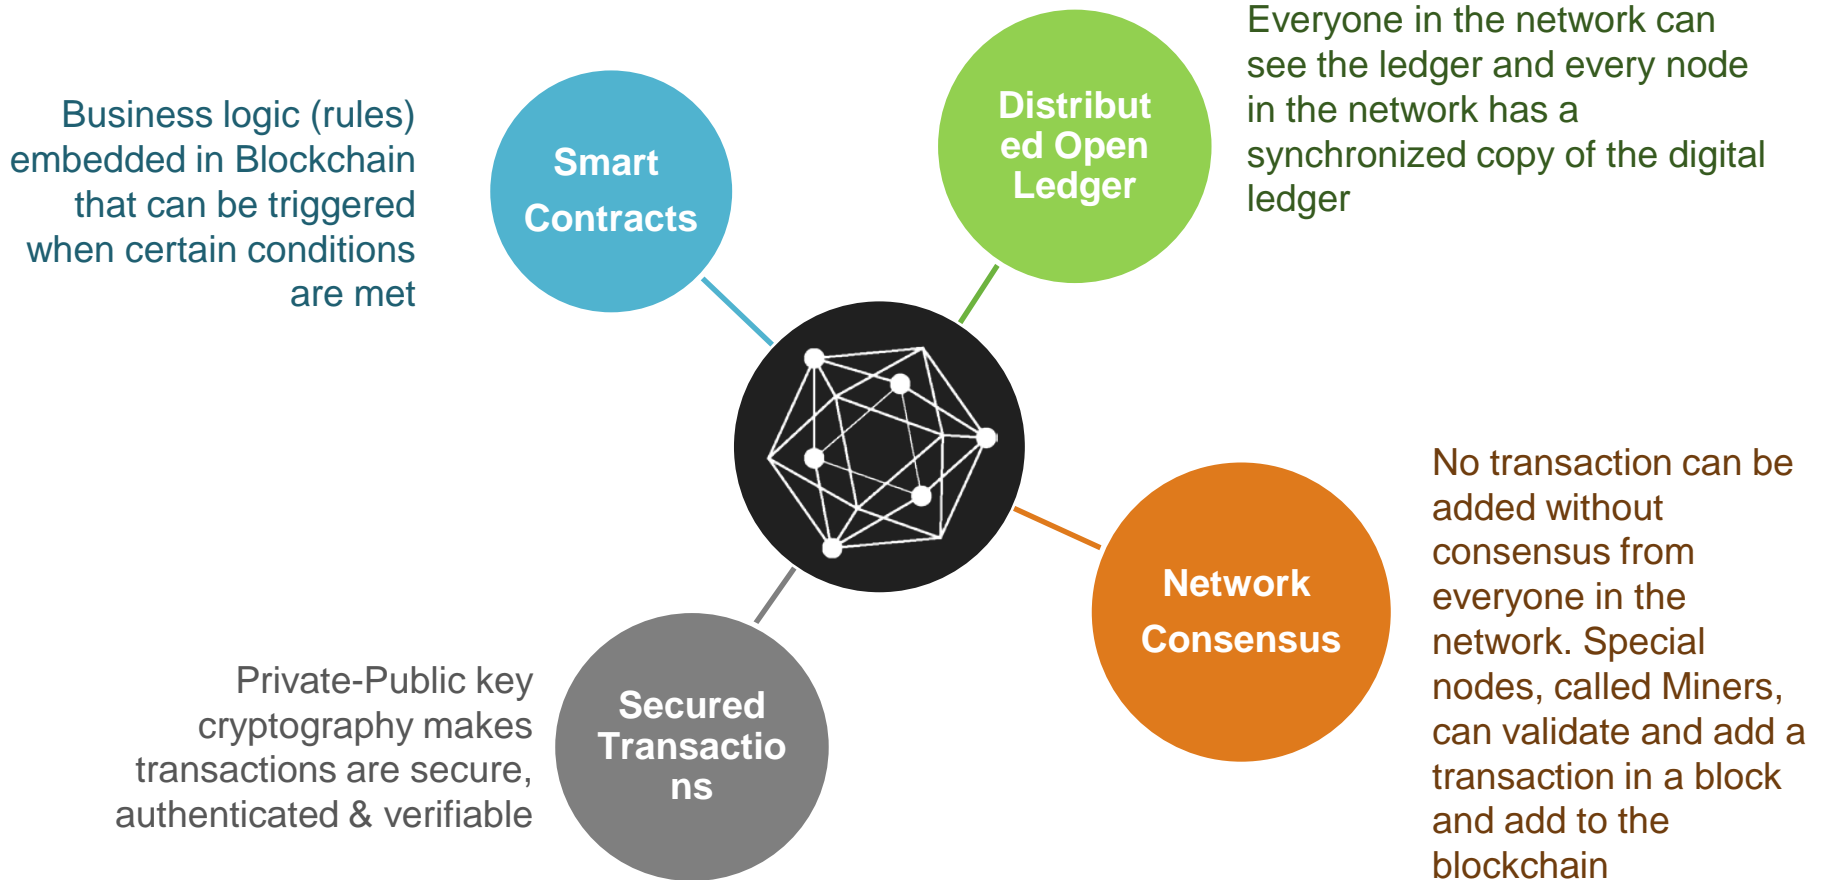 Business logic (rules)
embedded in Blockchain
that can be triggered
when certain conditions
are met
Smart
Contracts
Distribut
ed Open
Ledger
Everyone in the network can
see the ledger and every node
in the network has a
synchronized copy of the digital
ledger
Private-Public key
cryptography makes
transactions are secure,
authenticated & verifiable
Secured
Transactio
ns
Network
Consensus
No transaction can be
added without
consensus from
everyone in the
network. Special
nodes, called Miners,
can validate and add a
transaction in a block
and add to the
blockchain